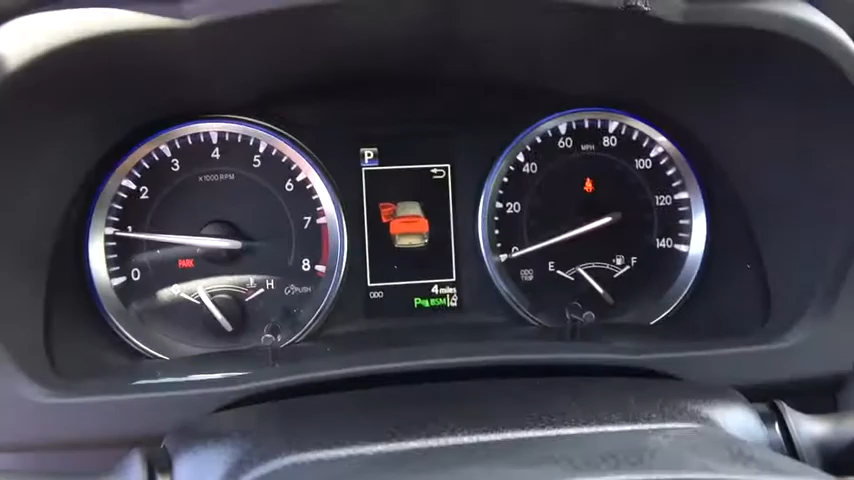 0 1 2 3 4 5 6 7 8
X1000 RPM
PARK
H
PUSH
P
ODO 4 miles
BSM
0 20 40 60 80 100 120 140
MPH
ODO
TRIP
E F